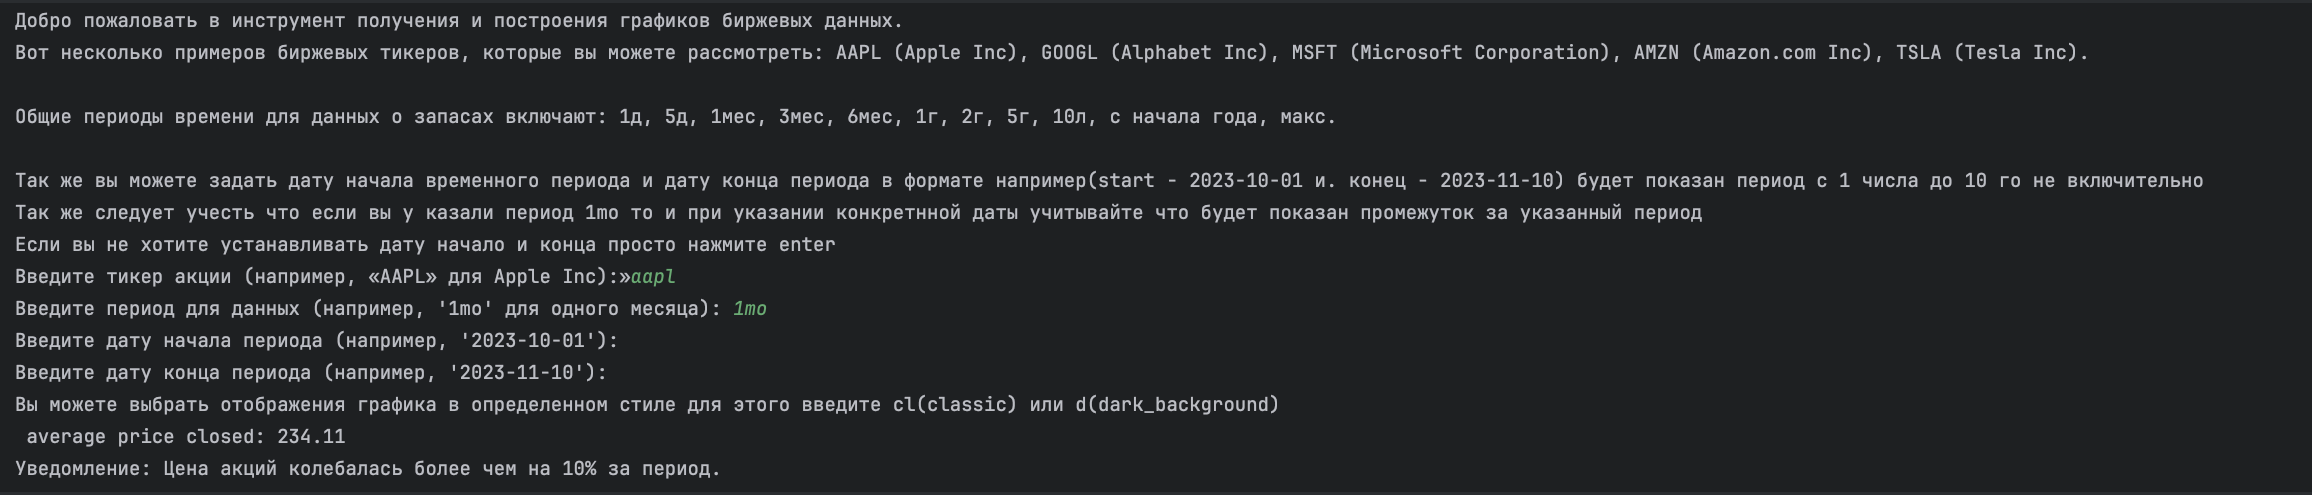 Добро пожаловать в инструмент получения и построения графиков биржевых данных.
Вот несколько примеров биржевых тикеров, которые вы можете рассмотреть: AAPL (Apple Inc), GOOGL (Alphabet Inc), MSFT (Microsoft Corporation), AMZN (Amazon.com Inc), TSLA (Tesla Inc).
Общие периоды времени для данных о запасах включают: 1д, 5д, 1мес, 3мес, 6мес, 1г, 2г, 5г, 10л, с начала года, макс.
Так же вы можете задать дату начала временного периода и дату конца периода в формате например(start - 2023-10-01 и. конец - 2023-11-10) будет показан период с 1 числа до 10 го не включительно
Так же следует учесть что если вы у казали период 1mo то и при указании конкретнной даты учитывайте что будет показан промежуток за указанный период
Если вы не хотите устанавливать дату начало и конца просто нажмите enter
Введите тикер акции (например, «AAPL» для Apple Inc):»aapl
Введите период для данных (например, '1mo' для одного месяца): 1mo
Введите дату начала периода (например, '2023-10-01'):
Введите дату конца периода (например, '2023-11-10'):
Вы можете выбрать отображения графика в определенном стиле для этого введите cl(classic) или d(dark_background)
average price closed: 234.11
Уведомление: Цена акций колебалась более чем на 10% за период.